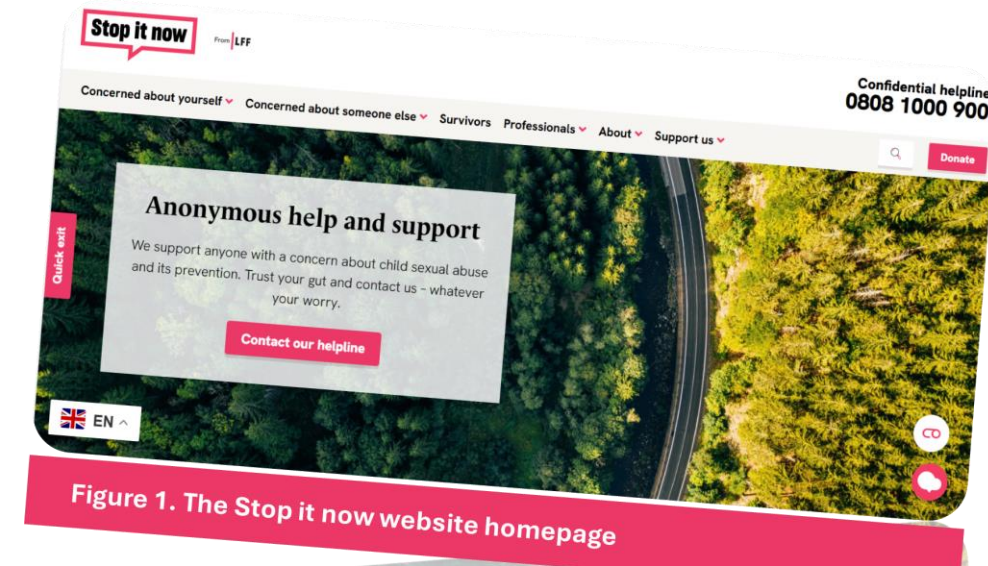 Stop it now
From LFF
Confidential helpline
0808 1000 900
Concerned about yourself Concerned about someone else Survivors Professionals About Support us
Donate
Quick exit
Anonymous help and support
We support anyone with a concern about child sexual abuse
and its prevention. Trust your gut and contact us – whatever
your worry.
Contact our helpline
EN
Figure 1. The Stop it now website homepage